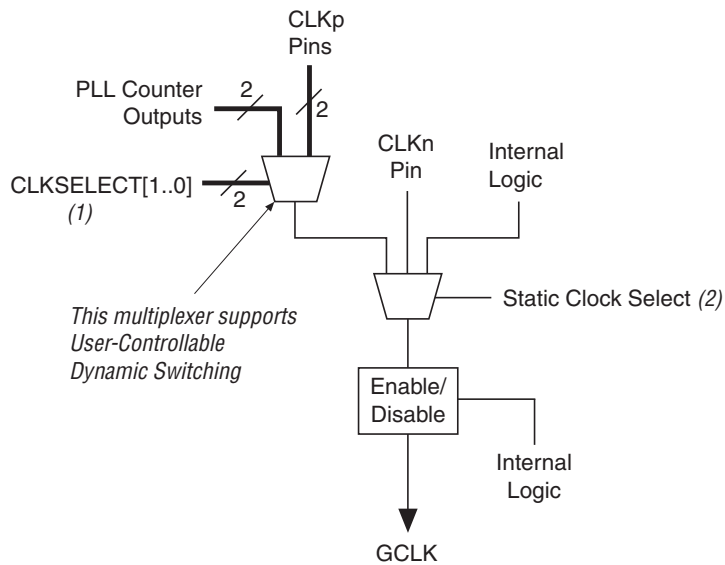 CLKp
Pins
PLL Counter
Outputs
2
2
CLKn
Pin
Internal
Logic
CLKSELECT[1..0]
(1)
2
This multiplexer supports
User-Controllable
Dynamic Switching
Static Clock Select (2)
Enable/
Disable
Internal
Logic
GCLK